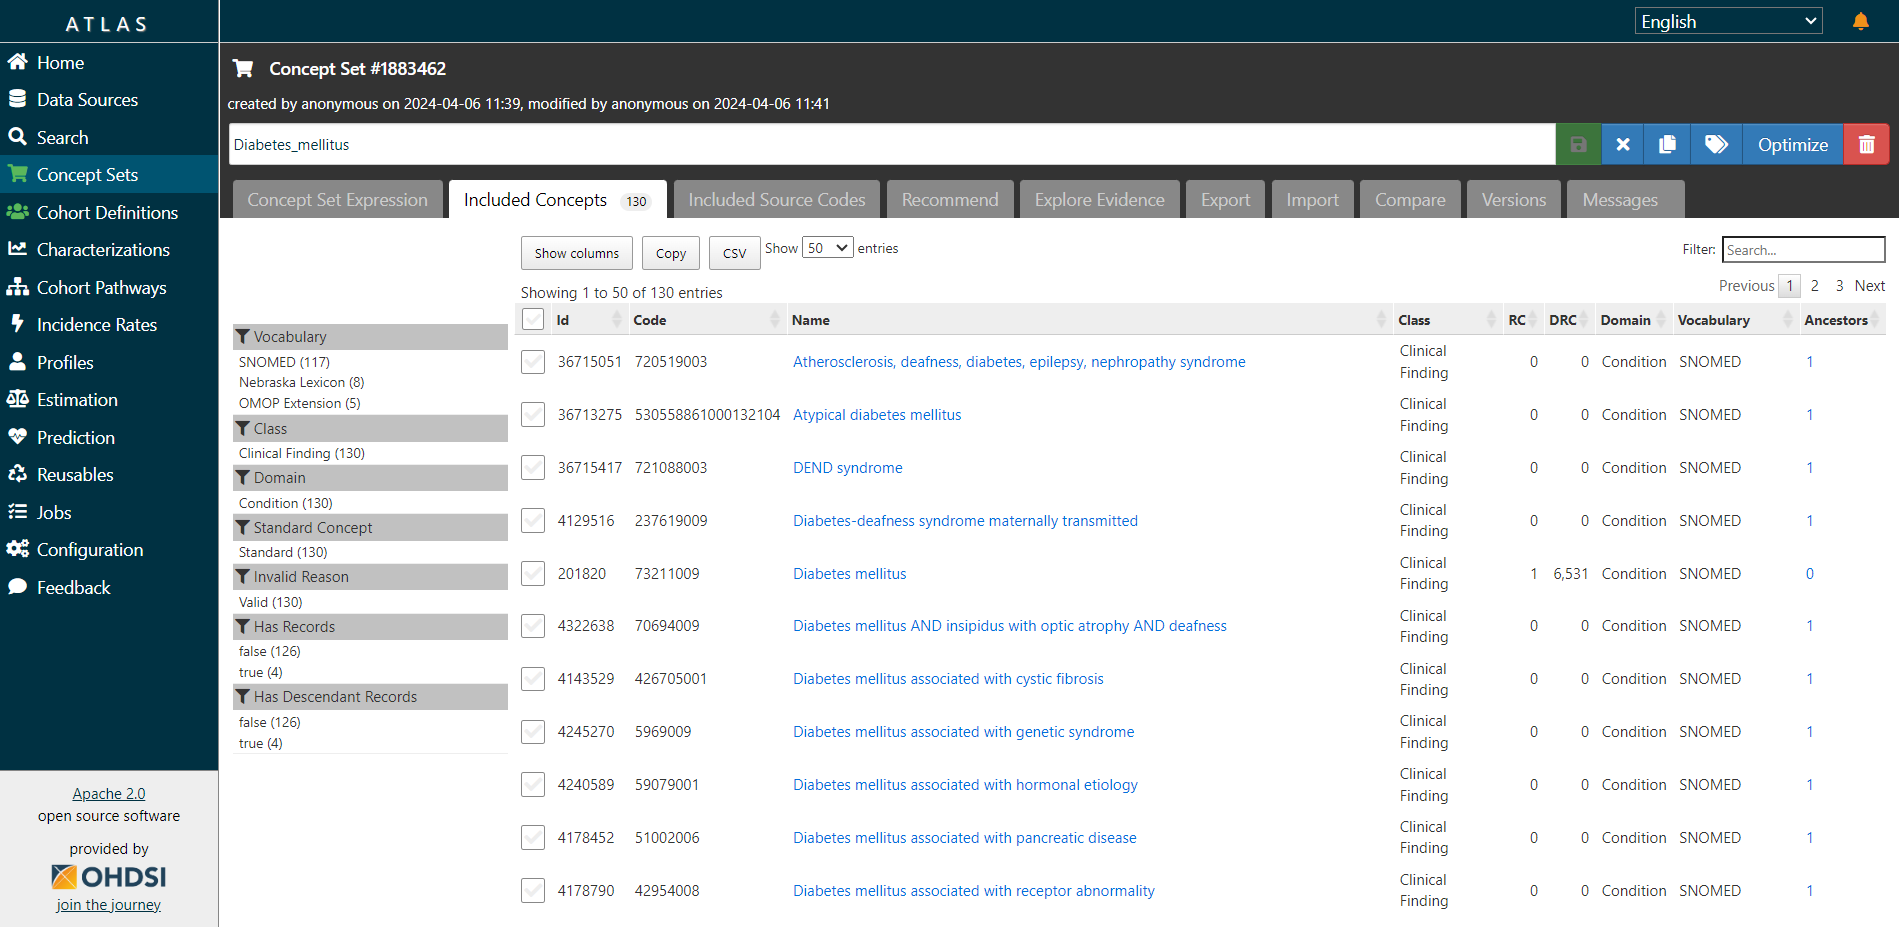 ATLAS
English
Home
Data Sources
Search
Concept Sets
Cohort Definitions
Characterizations
Cohort Pathways
Incidence Rates
Profiles
Estimation
Prediction
Reusables
Jobs
Configuration
Feedback
Apache 2.0
open source software
provided by
OHDSI
join the journey
Concept Set #1883462
created by anonymous on 2024-04-06 11:39, modified by anonymous on 2024-04-06 11:41
Diabetes_mellitus
Optimize
Concept Set Expression
Included Concepts 130
Included Source Codes
Recommend
Explore Evidence
Export
Import
Compare
Versions
Messages
Vocabulary
SNOMED (117)
Nebraska Lexicon (8)
OMOP Extension (5)
Class
Clinical Finding (130)
Domain
Condition (130)
Standard Concept
Standard (130)
Invalid Reason
Valid (130)
Has Records
false (126)
true (4)
Has Descendant Records
false (126)
true (4)
Show columns Copy CSV Show 50 entries
Filter: Search...
Showing 1 to 50 of 130 entries
Previous 1 2 3 Next
Id Code Name Class RC DRC Domain Vocabulary Ancestors
36715051 720519003 Atherosclerosis, deafness, diabetes, epilepsy, nephropathy syndrome Clinical Finding 0 0 Condition SNOMED 1
36713275 530558861000132104 Atypical diabetes mellitus Clinical Finding 0 0 Condition SNOMED 1
36715417 721088003 DEND syndrome Clinical Finding 0 0 Condition SNOMED 1
4129516 237619009 Diabetes-deafness syndrome maternally transmitted Clinical Finding 0 0 Condition SNOMED 1
201820 73211009 Diabetes mellitus Clinical Finding 1 6,531 Condition SNOMED 0
4322638 70694009 Diabetes mellitus AND insipidus with optic atrophy AND deafness Clinical Finding 0 0 Condition SNOMED 1
4143529 426705001 Diabetes mellitus associated with cystic fibrosis Clinical Finding 0 0 Condition SNOMED 1
4245270 5969009 Diabetes mellitus associated with genetic syndrome Clinical Finding 0 0 Condition SNOMED 1
4240589 59079001 Diabetes mellitus associated with hormonal etiology Clinical Finding 0 0 Condition SNOMED 1
4178452 51002006 Diabetes mellitus associated with pancreatic disease Clinical Finding 0 0 Condition SNOMED 1
4178790 42954008 Diabetes mellitus associated with receptor abnormality Clinical Finding 0 0 Condition SNOMED 1